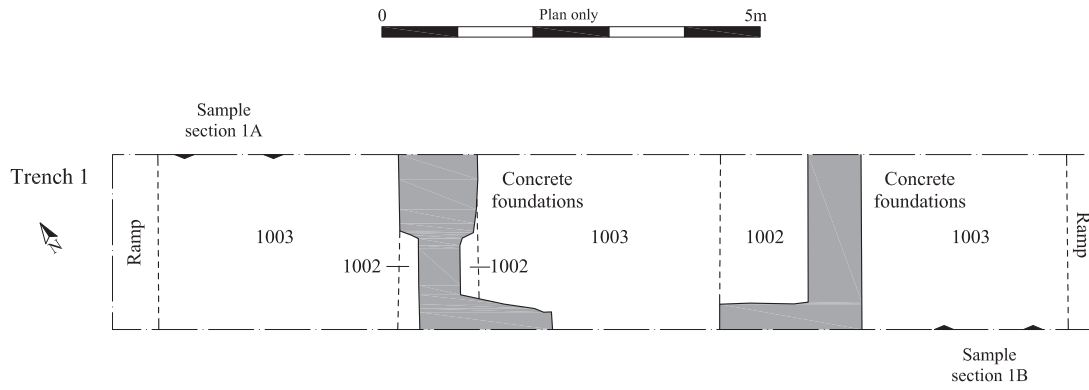 0
Plan only
5m
Sample
section 1A
Trench 1
N
Ramp
1003
1002
Concrete
foundations
1002
1003
1002
Concrete
foundations
1003
Ramp
Sample
section 1B